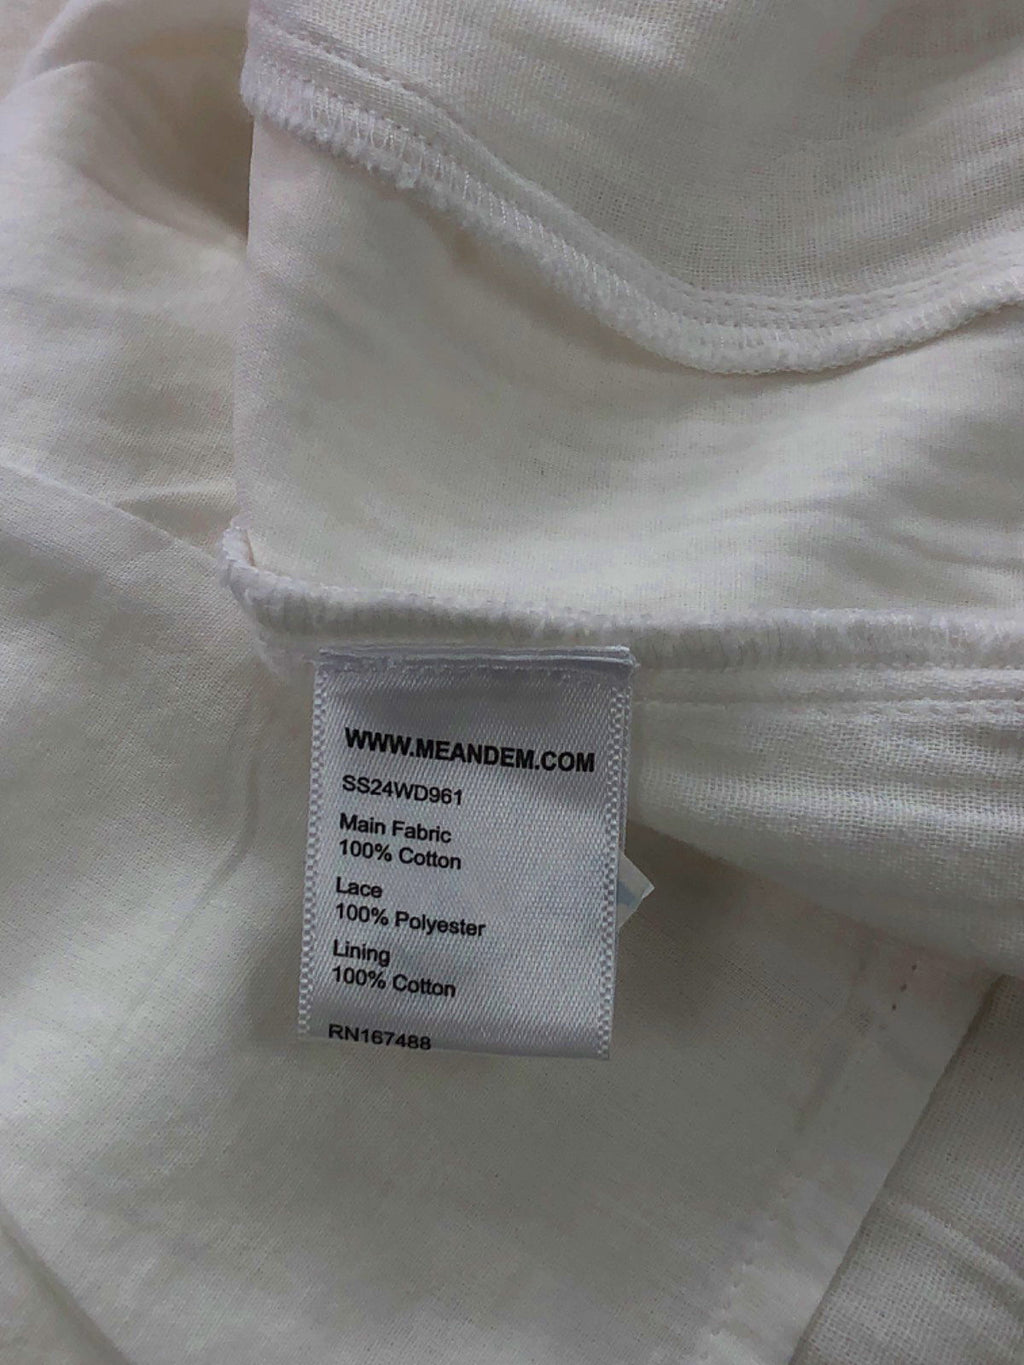 WWW.MEANDEM.COM
SS24WD961
Main Fabric
100% Cotton
Lace
100% Polyester
Lining
100% Cotton
RN167488